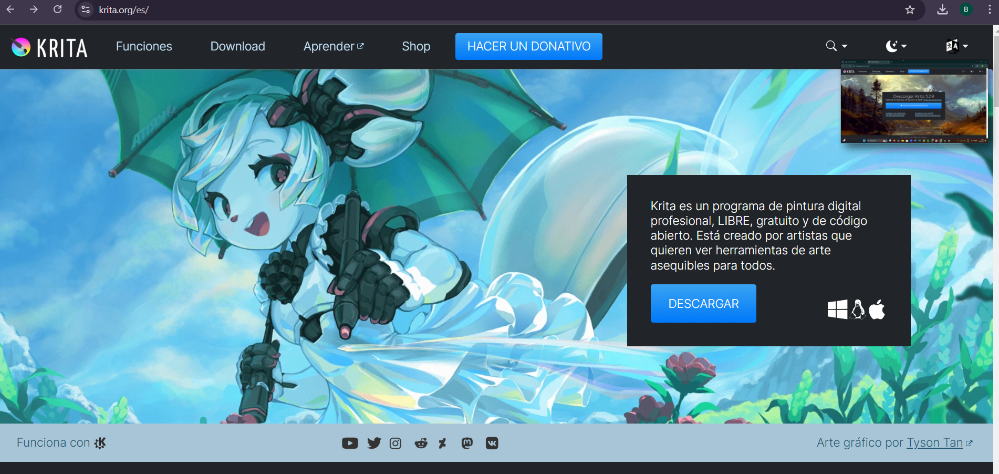 krita.org/es/
B
KRITA
Funciones
Download
Aprender
Shop
HACER UN DONATIVO
Descargar Krita 5.2.9
Krita es un programa de pintura digital
profesional, LIBRE, gratuito y de código
abierto. Está creado por artistas que
quieren ver herramientas de arte
asequibles para todos.
DESCARGAR
Funciona con
Arte gráfico por Tyson Tan